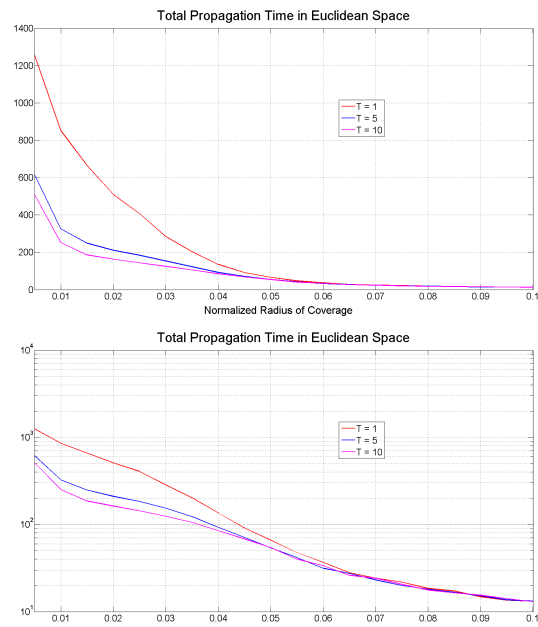 Total Propagation Time in Euclidean Space
1400
1200
1000
800
600
400
200
0
T = 1
T = 5
T = 10
0.01 0.02 0.03 0.04 0.05 0.06 0.07 0.08 0.09 0.1
Normalized Radius of Coverage
Total Propagation Time in Euclidean Space
10^4
10^3
10^2
10^1
T = 1
T = 5
T = 10
0.01 0.02 0.03 0.04 0.05 0.06 0.07 0.08 0.09 0.1